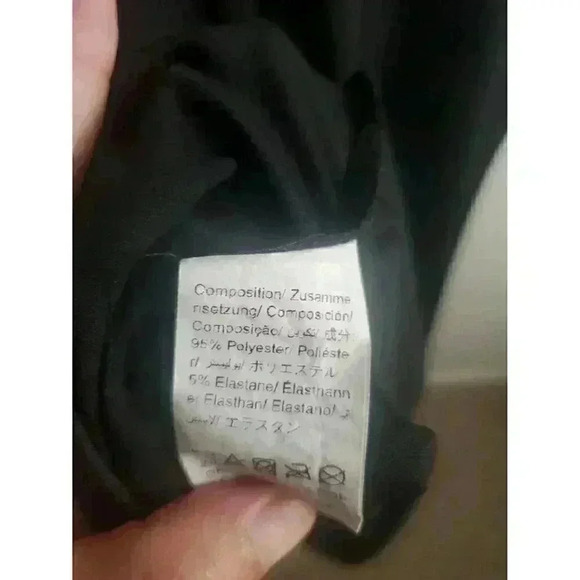 Composition/ Zusamme
nsetzung/ Composición/
Composição/ 成分
95% Polyester/ Poliéste
r/ ポリエステル
5% Elastane/ Élasthann
e/ Elasthan/ Elastano/
エラスタン